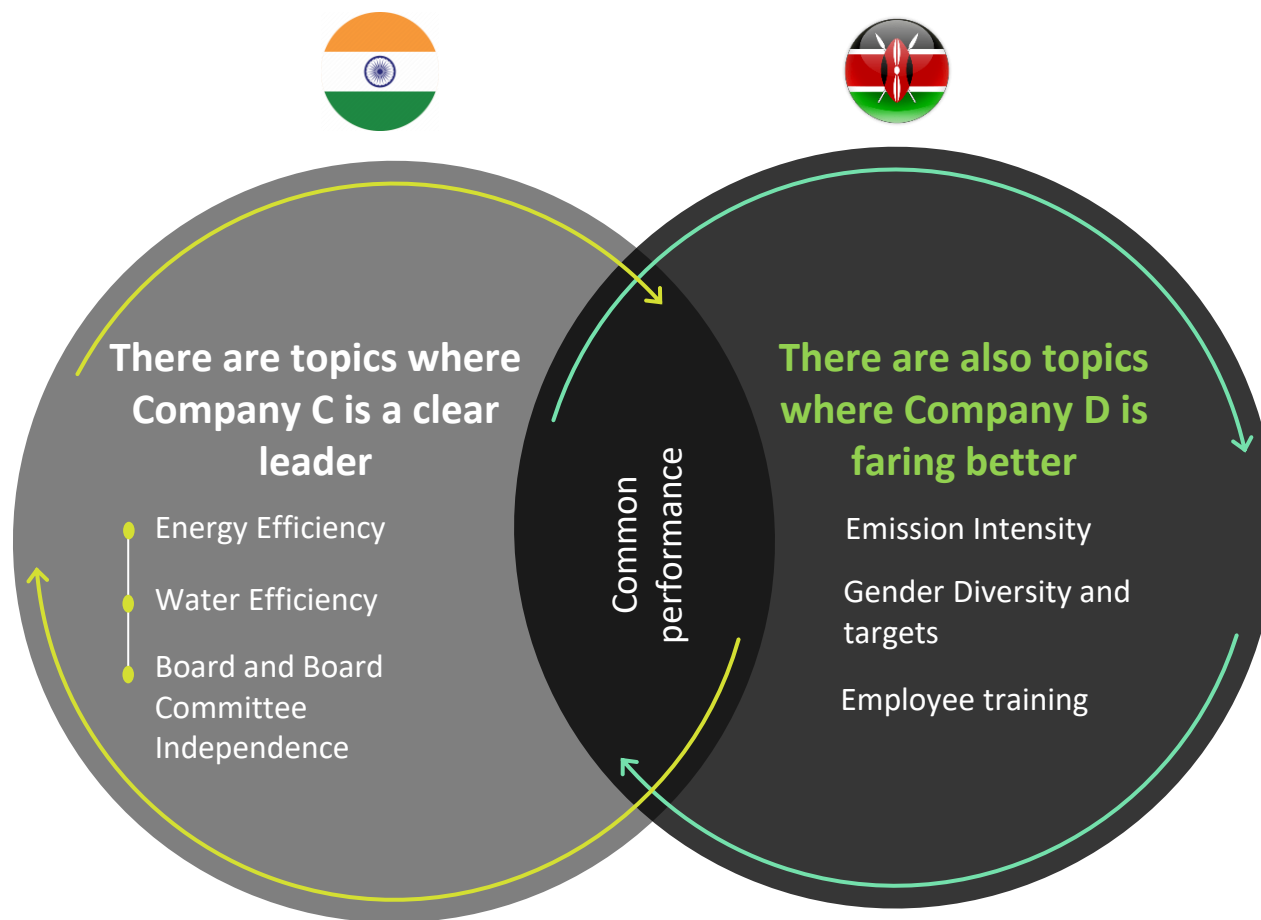 There are topics where
Company C is a clear
leader
Energy Efficiency
Water Efficiency
Board and Board
Committee
Independence
Common
performance
There are also topics
where Company D is
faring better
Emission Intensity
Gender Diversity and
targets
Employee training